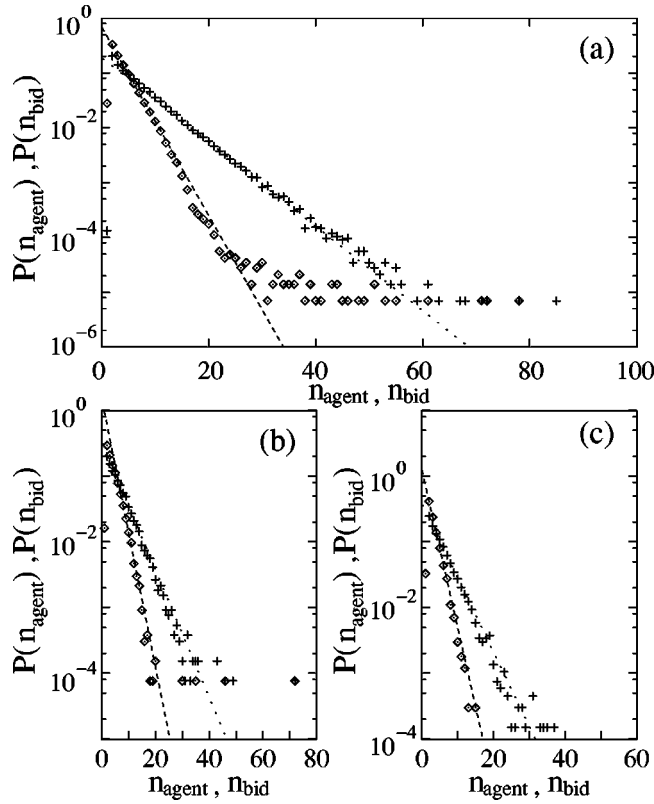 (a)
10^0
10^-2
10^-4
10^-6
P(n_agent) , P(n_bid)
0 20 40 60 80 100
n_agent , n_bid
(b)
10^0
10^-2
10^-4
P(n_agent) , P(n_bid)
0 20 40 60 80
n_agent , n_bid
(c)
10^0
10^-2
10^-4
P(n_agent) , P(n_bid)
0 20 40 60
n_agent , n_bid